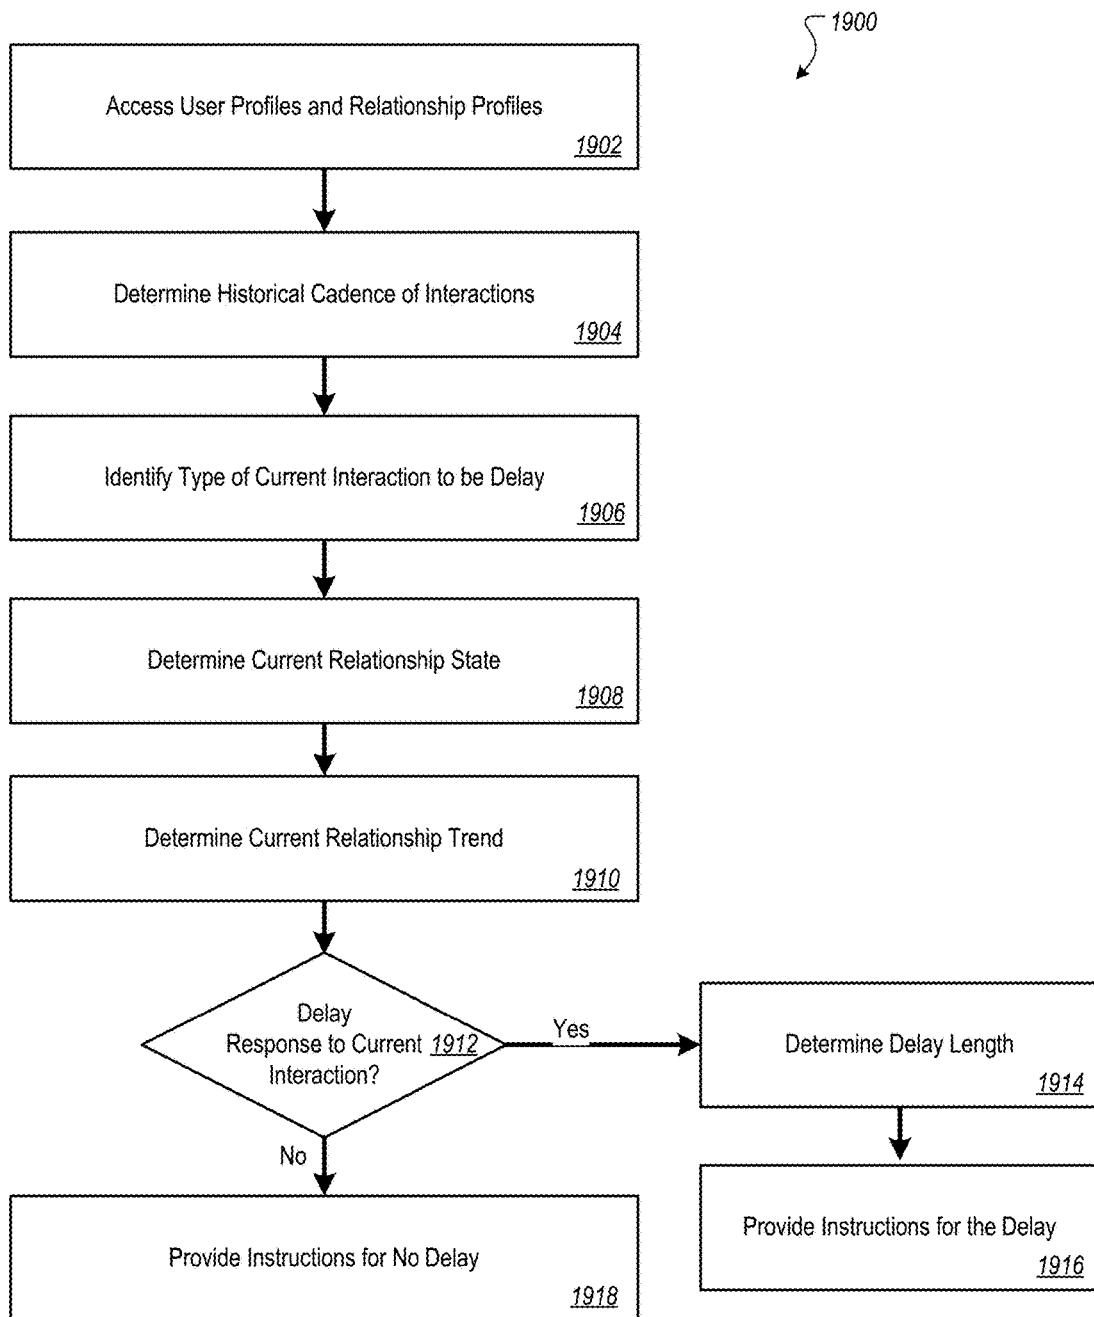 1900
Access User Profiles and Relationship Profiles
1902
Determine Historical Cadence of Interactions
1904
Identify Type of Current Interaction to be Delay
1906
Determine Current Relationship State
1908
Determine Current Relationship Trend
1910
Delay
Response to Current 1912
Interaction?
Yes
Determine Delay Length
1914
No
Provide Instructions for the Delay
1916
Provide Instructions for No Delay
1918